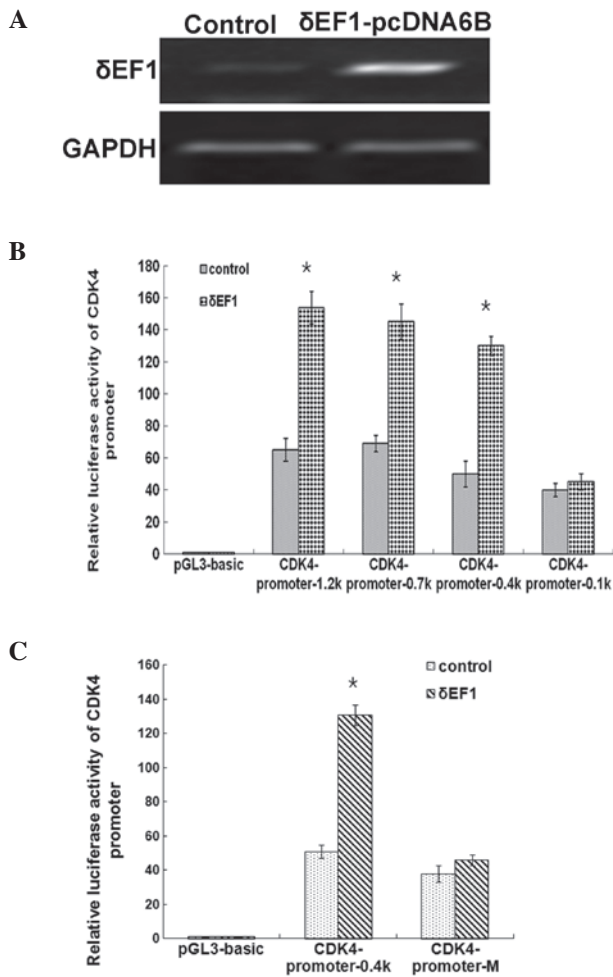 A
Control δEF1-pcDNA6B
δEF1
GAPDH
B
Relative luciferase activity of CDK4
promoter
180
160
140
120
100
80
60
40
20
0
control
δEF1
*
*
*
pGL3-basic
CDK4-
promoter-1.2k
CDK4-
promoter-0.7k
CDK4-
promoter-0.4k
CDK4-
promoter-0.1k
C
Relative luciferase activity of CDK4
promoter
160
140
120
100
80
60
40
20
0
control
δEF1
*
pGL3-basic
CDK4-
promoter-0.4k
CDK4-
promoter-M